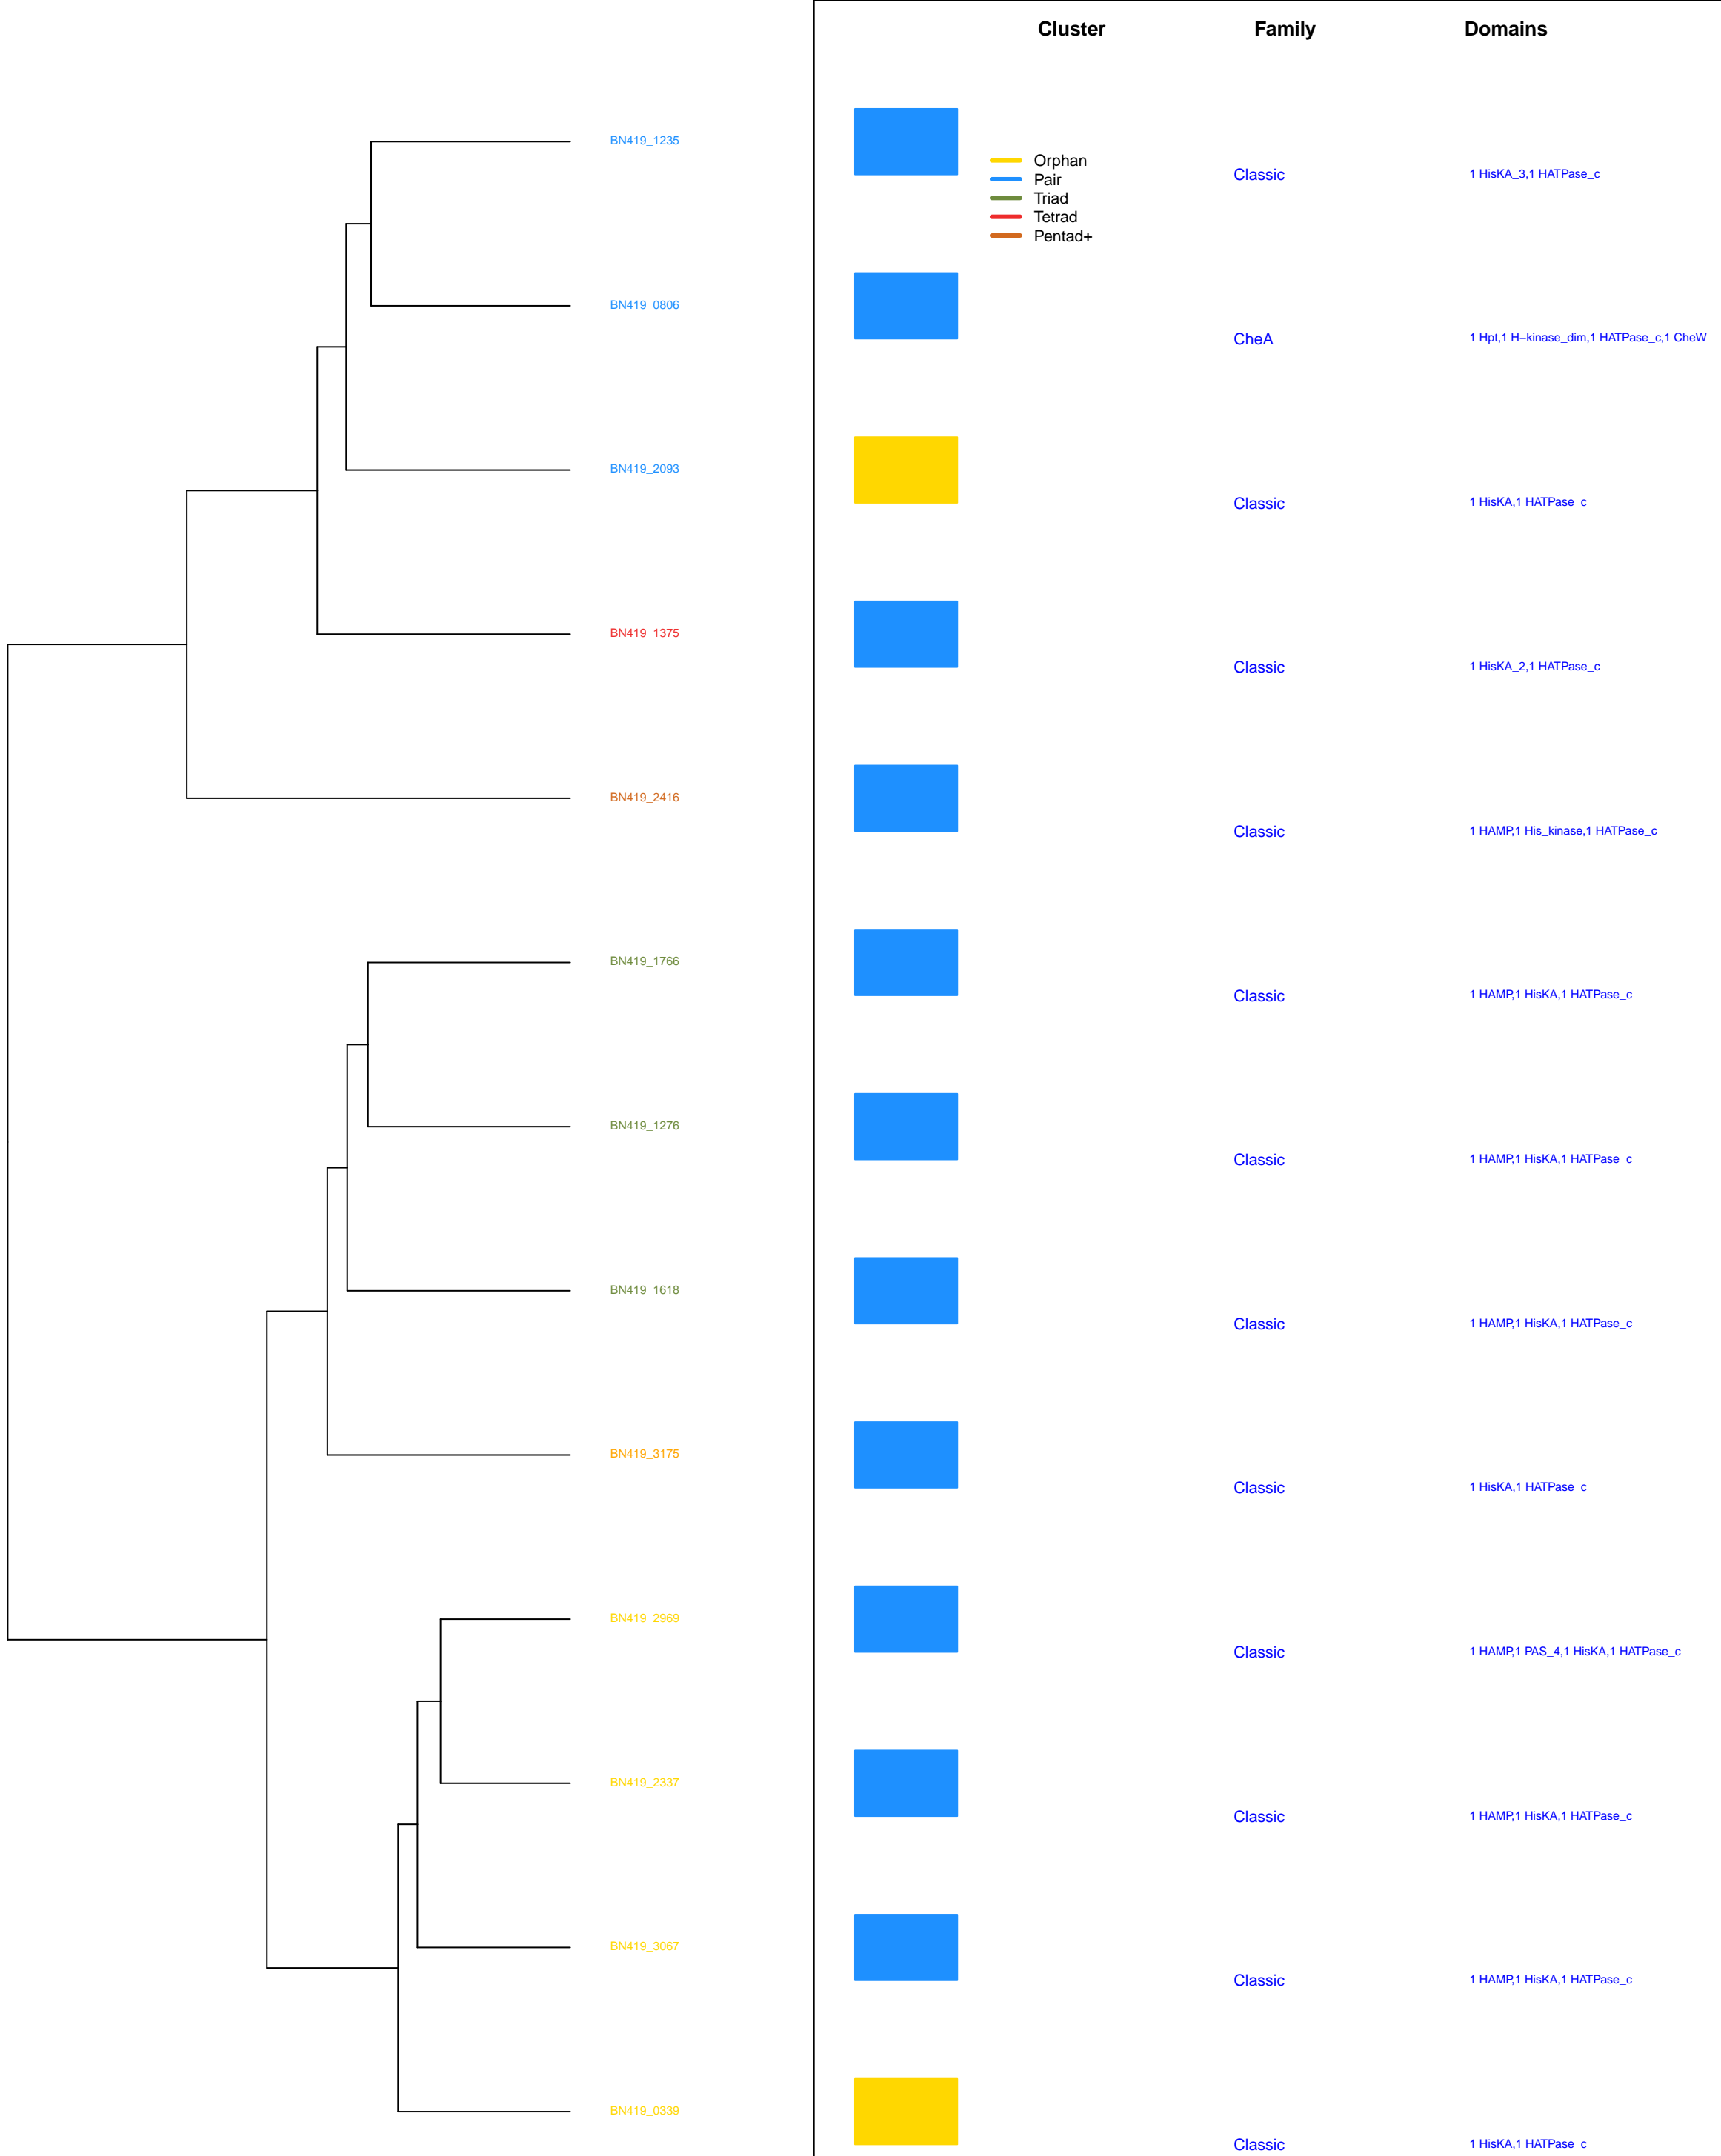 Cluster Family Domains
BN419_1235
Orphan
Pair
Triad
Tetrad
Pentad+
Classic 1 HisKA_3,1 HATPase_c
BN419_0806
CheA 1 Hpt,1 H−kinase_dim,1 HATPase_c,1 CheW
BN419_2093
Classic 1 HisKA,1 HATPase_c
BN419_1375
Classic 1 HisKA_2,1 HATPase_c
BN419_2416
Classic 1 HAMP,1 His_kinase,1 HATPase_c
BN419_1766
Classic 1 HAMP,1 HisKA,1 HATPase_c
BN419_1276
Classic 1 HAMP,1 HisKA,1 HATPase_c
BN419_1618
Classic 1 HAMP,1 HisKA,1 HATPase_c
BN419_3175
Classic 1 HisKA,1 HATPase_c
BN419_2969
Classic 1 HAMP,1 PAS_4,1 HisKA,1 HATPase_c
BN419_2337
Classic 1 HAMP,1 HisKA,1 HATPase_c
BN419_3067
Classic 1 HAMP,1 HisKA,1 HATPase_c
BN419_0339
Classic 1 HisKA,1 HATPase_c